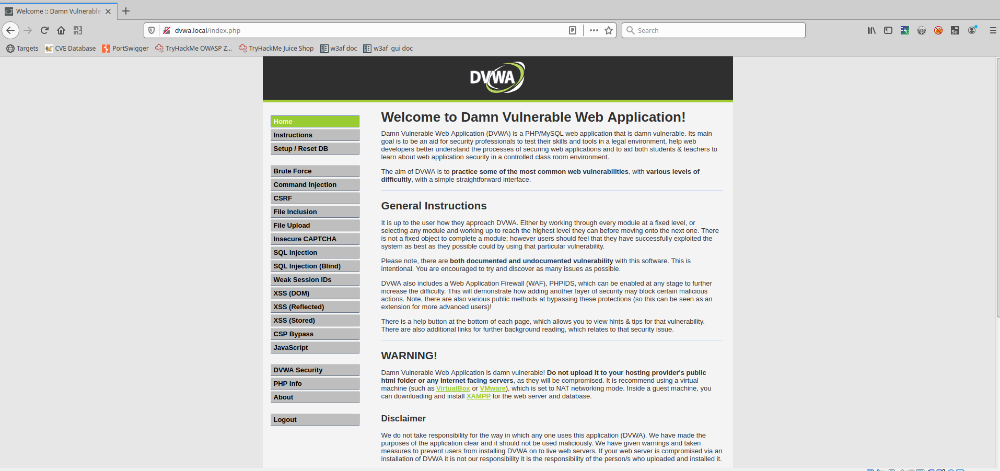 Welcome :: Damn Vulnerable
dvwa.local/index.php
Search
Targets CVE Database PortSwigger TryHackMe OWASP Z... TryHackMe Juice Shop w3af doc w3af gui doc
DVWA
Home
Instructions
Setup / Reset DB
Brute Force
Command Injection
CSRF
File Inclusion
File Upload
Insecure CAPTCHA
SQL Injection
SQL Injection (Blind)
Weak Session IDs
XSS (DOM)
XSS (Reflected)
XSS (Stored)
CSP Bypass
JavaScript
DVWA Security
PHP Info
About
Logout
Welcome to Damn Vulnerable Web Application!
Damn Vulnerable Web Application (DVWA) is a PHP/MySQL web application that is damn vulnerable. Its main
goal is to be an aid for security professionals to test their skills and tools in a legal environment, help web
developers better understand the processes of securing web applications and to aid both students & teachers to
learn about web application security in a controlled class room environment.
The aim of DVWA is to practice some of the most common web vulnerabilities, with various levels of
difficultly, with a simple straightforward interface.
General Instructions
It is up to the user how they approach DVWA. Either by working through every module at a fixed level, or
selecting any module and working up to reach the highest level they can before moving onto the next one. There
is not a fixed object to complete a module; however users should feel that they have successfully exploited the
system as best as they possible could by using that particular vulnerability.
Please note, there are both documented and undocumented vulnerability with this software. This is
intentional. You are encouraged to try and discover as many issues as possible.
DVWA also includes a Web Application Firewall (WAF), PHPIDS, which can be enabled at any stage to further
increase the difficulty. This will demonstrate how adding another layer of security may block certain malicious
actions. Note, there are also various public methods at bypassing these protections (so this can be seen as an
extension for more advanced users)!
There is a help button at the bottom of each page, which allows you to view hints & tips for that vulnerability.
There are also additional links for further background reading, which relates to that security issue.
WARNING!
Damn Vulnerable Web Application is damn vulnerable! Do not upload it to your hosting provider's public
html folder or any Internet facing servers, as they will be compromised. It is recommend using a virtual
machine (such as VirtualBox or VMware), which is set to NAT networking mode. Inside a guest machine, you
can downloading and install XAMPP for the web server and database.
Disclaimer
We do not take responsibility for the way in which any one uses this application (DVWA). We have made the
purposes of the application clear and it should not be used maliciously. We have given warnings and taken
measures to prevent users from installing DVWA on to live web servers. If your web server is compromised via an
installation of DVWA it is not our responsibility it is the responsibility of the person/s who uploaded and installed it.